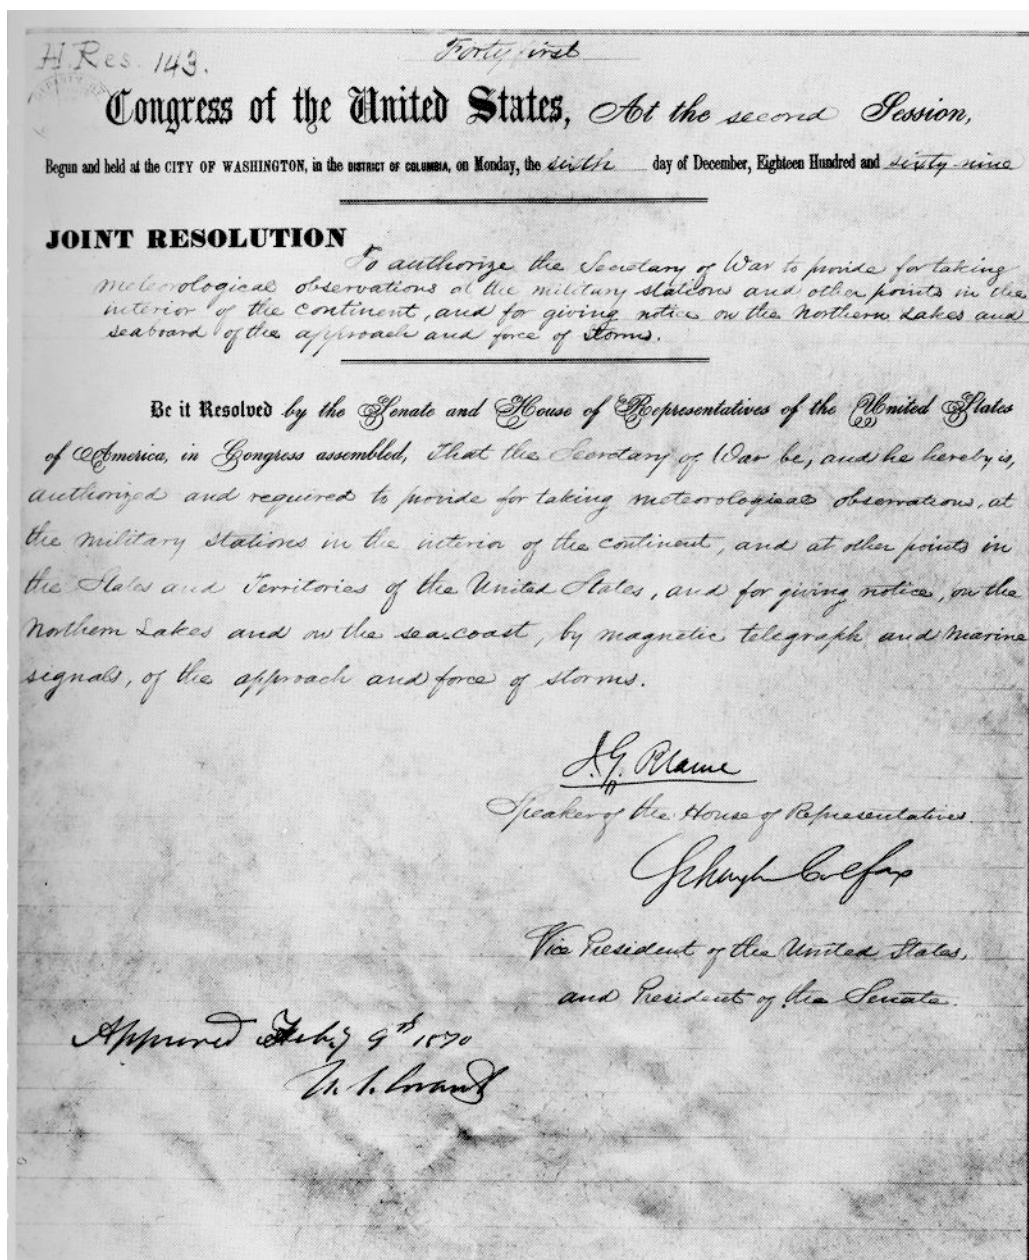 H. Res. 143.
Forty first
Congress of the United States, At the second Session,
Begun and held at the CITY OF WASHINGTON, in the DISTRICT OF COLUMBIA, on Monday, the sixth day of December, Eighteen Hundred and sixty-nine
JOINT RESOLUTION
To authorize the Secretary of War to provide for taking
meteorological observations at the military stations and other points in the
interior of the continent, and for giving notice on the Northern Lakes and
seaboard of the approach and force of storms.
Be it Resolved by the Senate and House of Representatives of the United States
of America, in Congress assembled, That the Secretary of War be, and he hereby is,
authorized and required to provide for taking meteorological observations, at
the military stations in the interior of the continent, and at other points in
the States and Territories of the United States, and for giving notice, on the
Northern Lakes and on the sea-coast, by magnetic telegraph and marine
signals, of the approach and force of storms.
J. G. Blaine
Speaker of the House of Representatives.
Schuyler Colfax
Vice President of the United States,
and President of the Senate.
Approved Feby 9th 1870
U. S. Grant